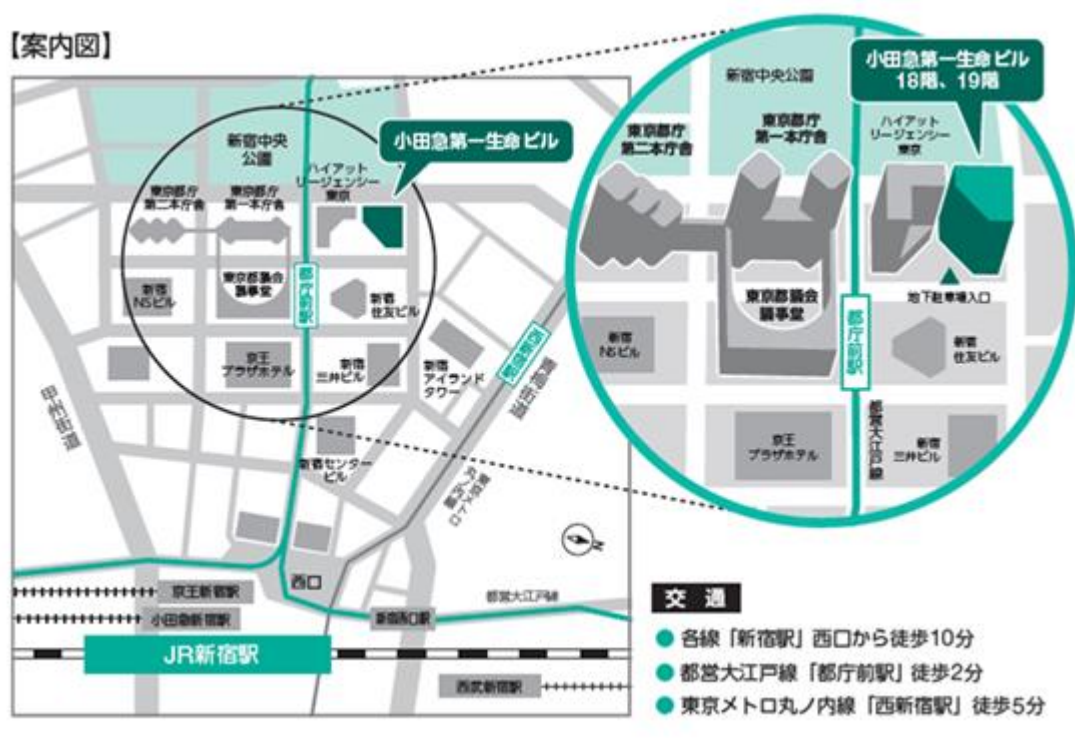 【案内図】
新宿中央
公園
小田急第一生命ビル
ハイアット
リージェンシー
東京
東京都庁
第二本庁舎
東京都庁
第一本庁舎
東京都議会
議事堂
都庁前駅
新宿
NSビル
新宿
住友ビル
京王
プラザホテル
新宿
三井ビル
新宿
アイランド
タワー
西新宿駅
青梅街道
甲州街道
新宿センター
ビル
東京メトロ
丸ノ内線
N
西口
京王新宿駅
小田急新宿駅
新宿西口駅
都営大江戸線
JR新宿駅
西武新宿駅
新宿中央公園
小田急第一生命ビル
18階、19階
東京都庁
第二本庁舎
東京都庁
第一本庁舎
ハイアット
リージェンシー
東京
東京都議会
議事堂
地下駐車場入口
新宿
NSビル
都庁前駅
新宿
住友ビル
都営大江戸線
京王
プラザホテル
新宿
三井ビル
交通
各線「新宿駅」西口から徒歩10分
都営大江戸線「都庁前駅」徒歩2分
東京メトロ丸ノ内線「西新宿駅」徒歩5分